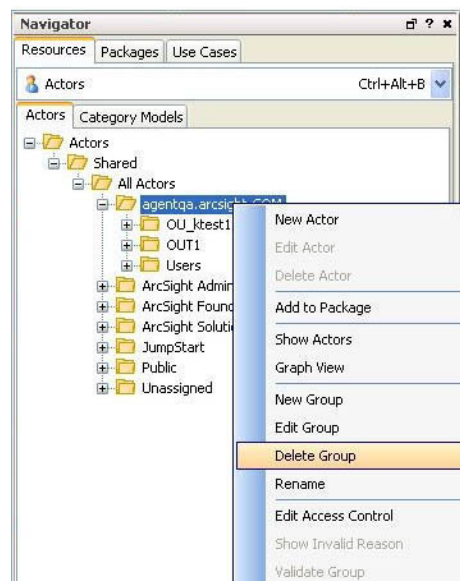 Navigator
Resources Packages Use Cases
Actors Ctrl+Alt+B
Actors Category Models
Actors
Shared
All Actors
agentqa.arcsight.COM
OU_ktest1
OUT1
Users
ArcSight Admin
ArcSight Found
ArcSight Soluti
JumpStart
Public
Unassigned
New Actor
Edit Actor
Delete Actor
Add to Package
Show Actors
Graph View
New Group
Edit Group
Delete Group
Rename
Edit Access Control
Show Invalid Reason
Validate Group